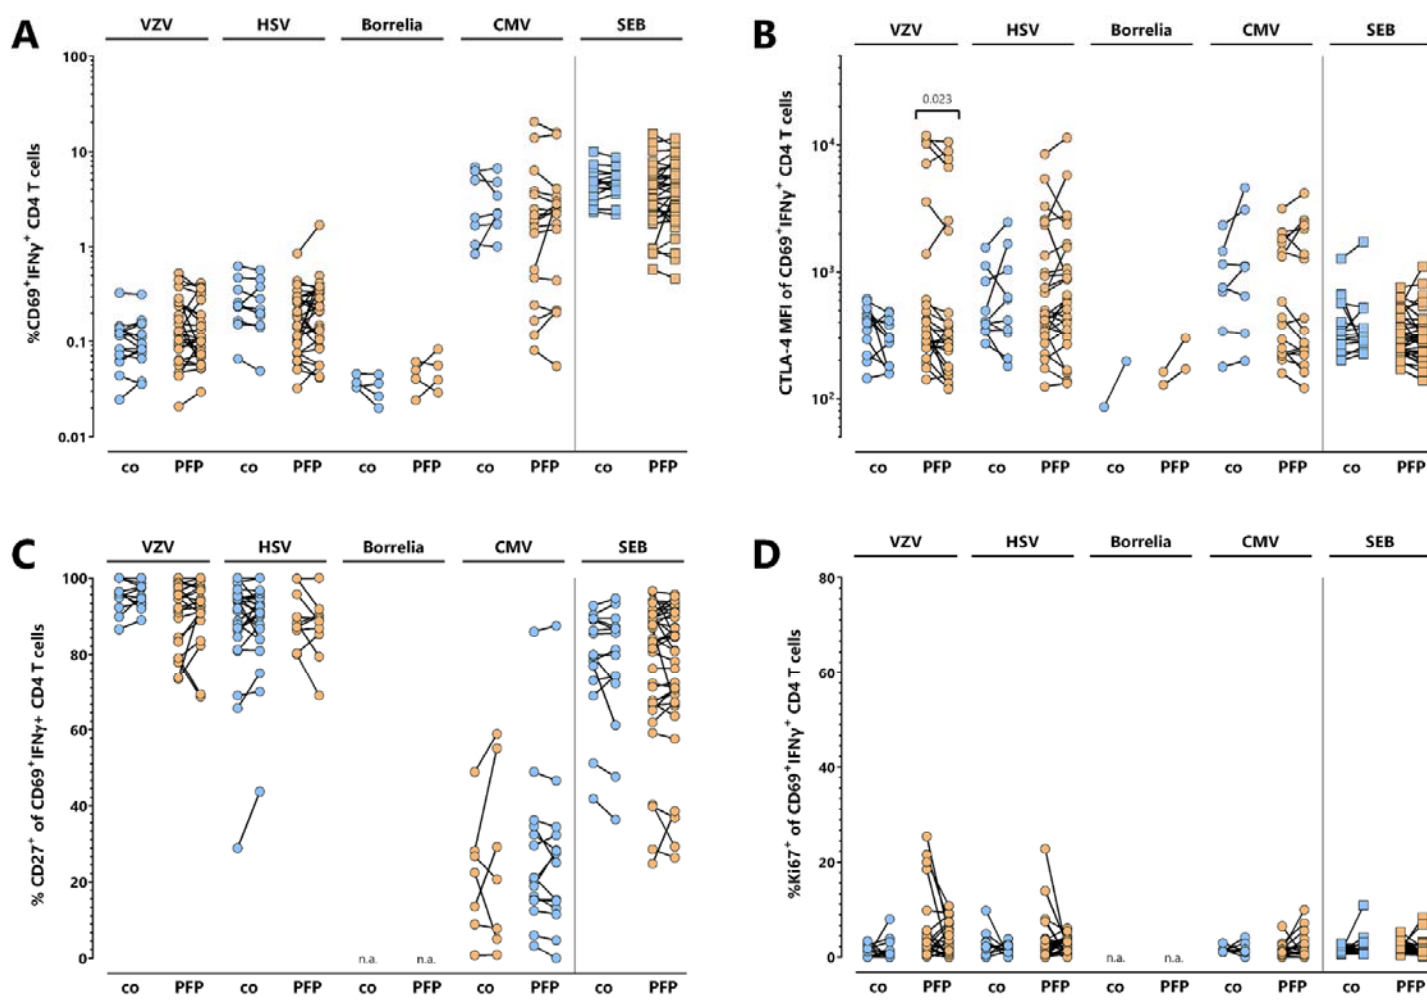 A
VZV HSV Borrelia CMV SEB
%CD69+IFNγ+ CD4 T cells
100
10
1
0.1
0.01
co PFP co PFP co PFP co PFP co PFP
B
VZV HSV Borrelia CMV SEB
CTLA-4 MFI of CD69+IFNγ+ CD4 T cells
0.023
10⁴
10³
10²
co PFP co PFP co PFP co PFP co PFP
C
VZV HSV Borrelia CMV SEB
% CD27+ of CD69+IFNγ+ CD4 T cells
100
80
60
40
20
0
n.a. n.a.
co PFP co PFP co PFP co PFP co PFP
D
VZV HSV Borrelia CMV SEB
%Ki67+ of CD69+IFNγ+ CD4 T cells
80
60
40
20
0
n.a. n.a.
co PFP co PFP co PFP co PFP co PFP